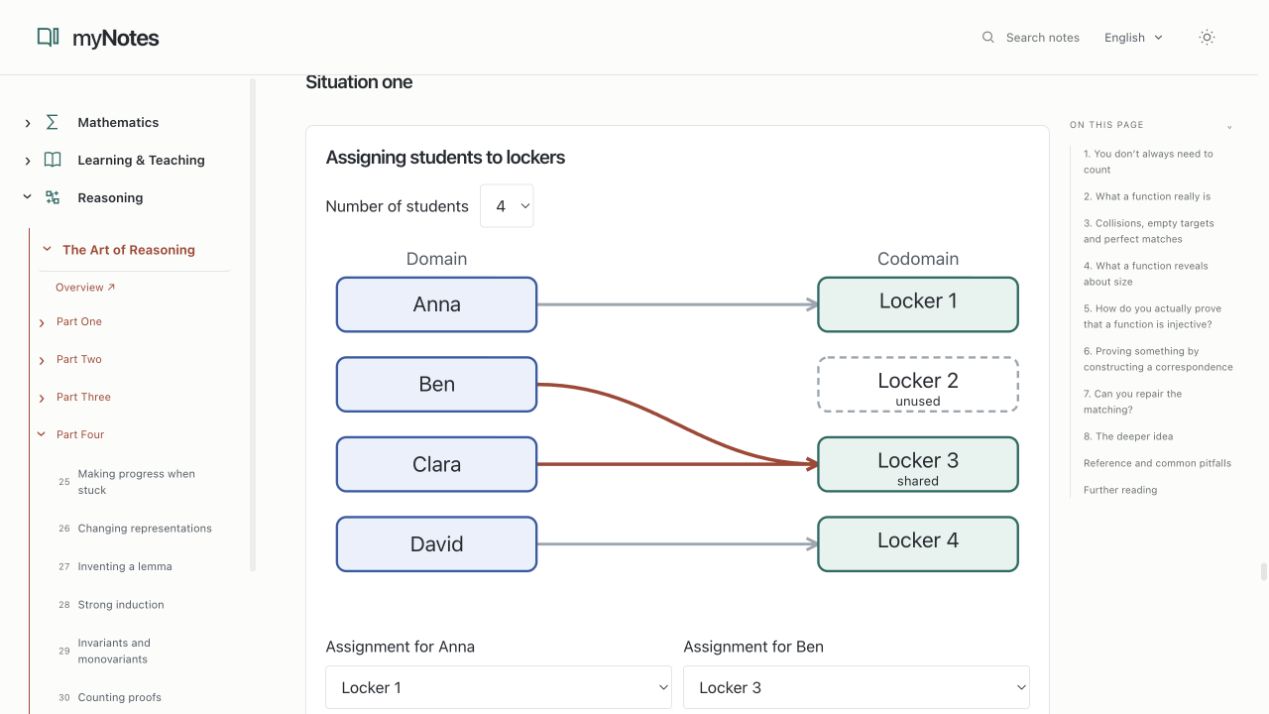 myNotes
Search notes
English
Mathematics
Learning & Teaching
Reasoning
The Art of Reasoning
Overview ↗
Part One
Part Two
Part Three
Part Four
25 Making progress when
stuck
26 Changing representations
27 Inventing a lemma
28 Strong induction
29 Invariants and
monovariants
30 Counting proofs
Situation one
Assigning students to lockers
Number of students 4
Domain
Codomain
Anna
Locker 1
Ben
Locker 2
unused
Clara
Locker 3
shared
David
Locker 4
Assignment for Anna
Assignment for Ben
Locker 1
Locker 3
ON THIS PAGE
1. You don't always need to
count
2. What a function really is
3. Collisions, empty targets
and perfect matches
4. What a function reveals
about size
5. How do you actually prove
that a function is injective?
6. Proving something by
constructing a correspondence
7. Can you repair the
matching?
8. The deeper idea
Reference and common pitfalls
Further reading